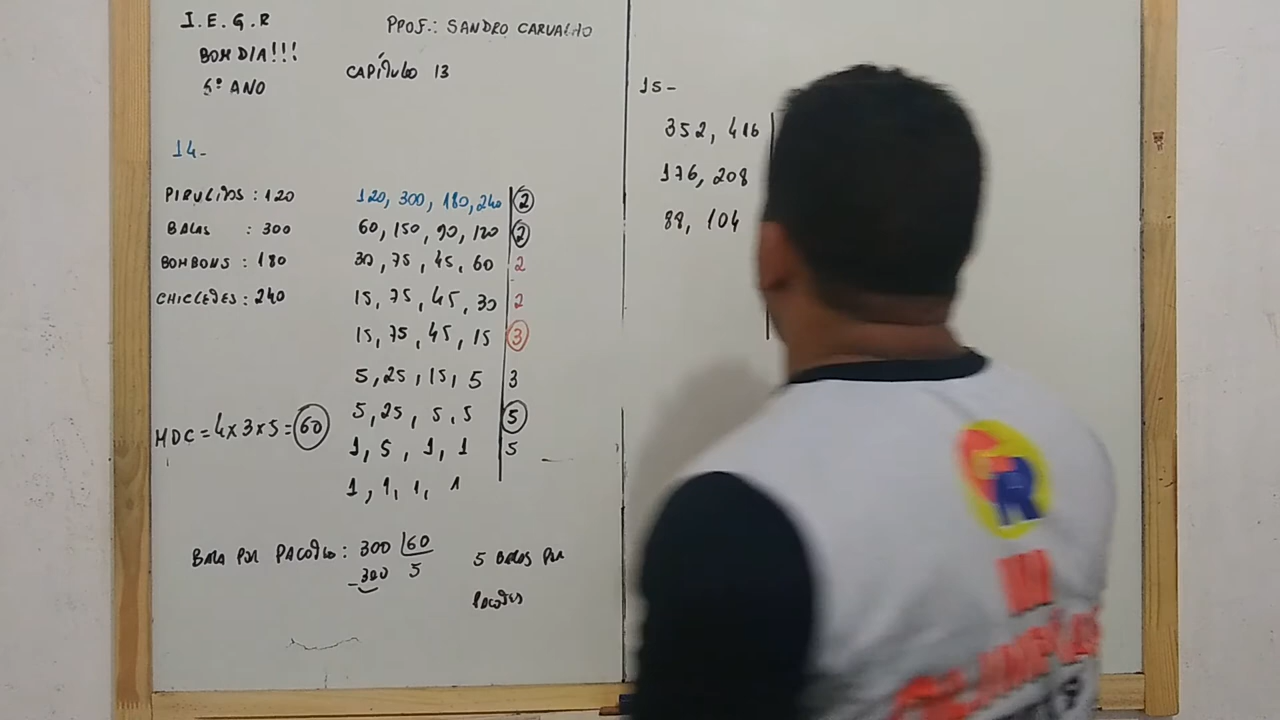 I.E.G.R
PROF.: SANDRO CARVALHO
BOM DIA!!!
CAPÍTULO 13
6º ANO
14-
PIRULITOS : 120
BALAS : 300
BOMBONS : 180
CHICLETES : 240
120, 300, 180, 240 | 2
60, 150, 90, 120 | 2
30, 75, 45, 60 | 2
15, 75, 45, 30 | 2
15, 75, 45, 15 | 3
5, 25, 15, 5 | 3
5, 25, 5, 5 | 5
1, 5, 1, 1 | 5
1, 1, 1, 1
MDC = 4x3x5 = 60
BALA POR PACOTE: 300 |60
-300 5
5 BALAS POR
PACOTES
15-
352, 416
176, 208
88, 104
GR